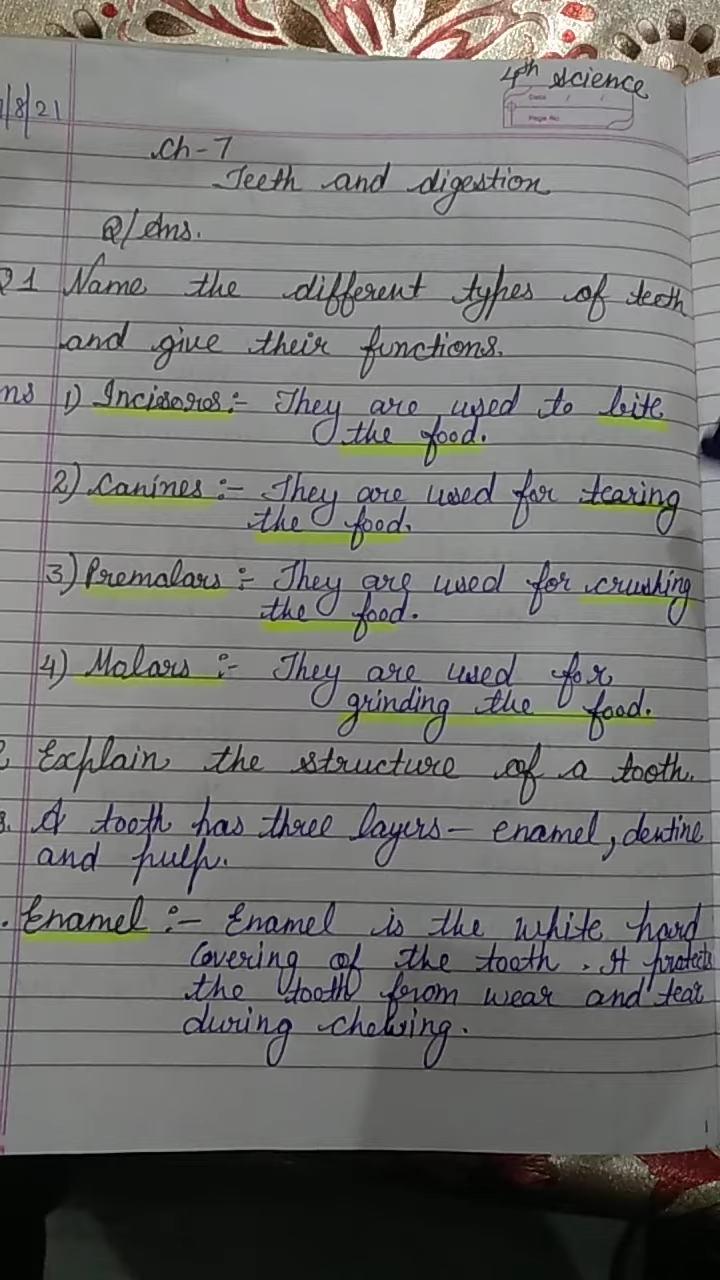 4th science
Date / /
Page No
/8/21
Ch-7
Teeth and digestion
Q/Ans.
Q1 Name the different types of teeth
and give their functions.
ns 1) Incisoros:- They are used to bite
the food.
2) Canines :- They are used for tearing
the food.
3) Premalars :- They are used for crushing
the food.
4) Malars :- They are used for
grinding the food.
Explain the structure of a tooth.
s. A tooth has three layers- enamel, dentine
and pulp.
. Enamel :- Enamel is the white hard
Covering of the tooth. It protects
the tooth from wear and tear
during chewing.